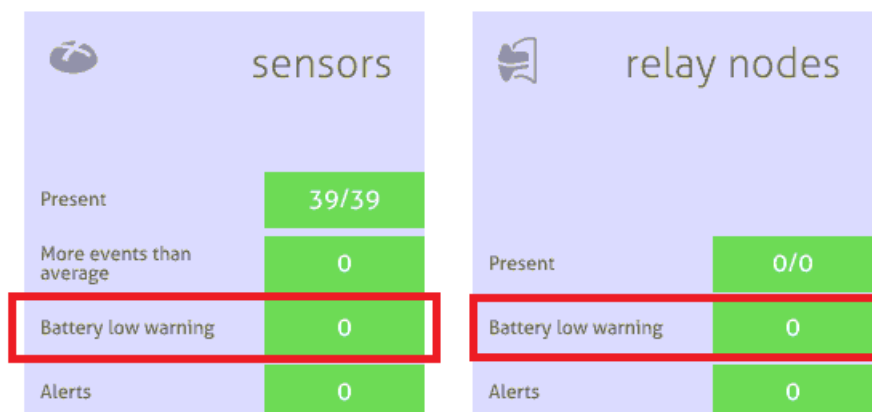 sensors
Present 39/39
More events than
average 0
Battery low warning 0
Alerts 0
relay nodes
Present 0/0
Battery low warning 0
Alerts 0